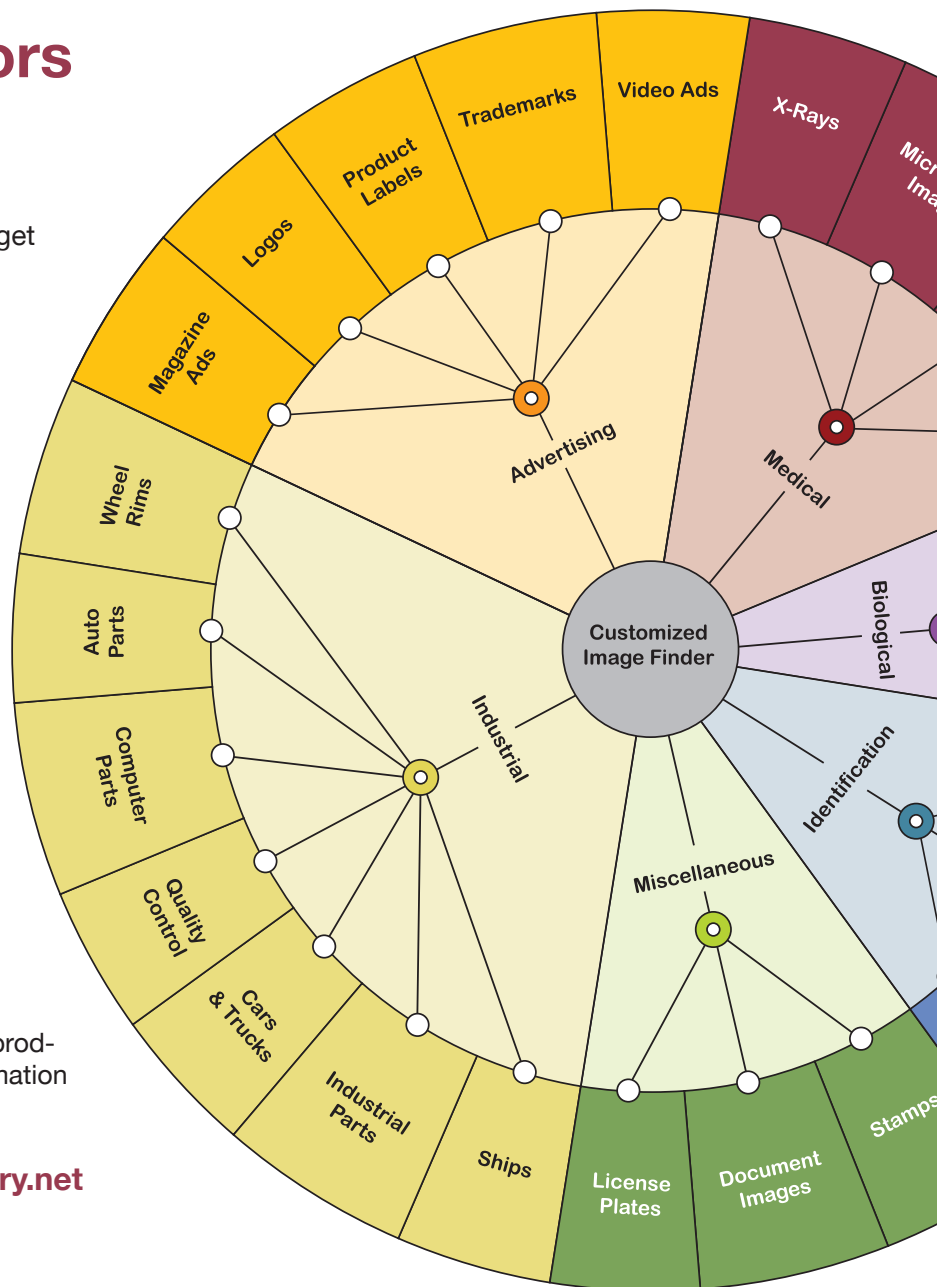 ors
get
prod-
mation
ry.net
Video Ads
Trademarks
Product
Labels
Logos
Magazine
Ads
X-Rays
Advertising
Medical
Wheel
Rims
Auto
Parts
Computer
Parts
Quality
Control
Cars
& Trucks
Industrial
Parts
Ships
Industrial
Customized
Image Finder
Biological
Identification
Miscellaneous
License
Plates
Document
Images
Stamps